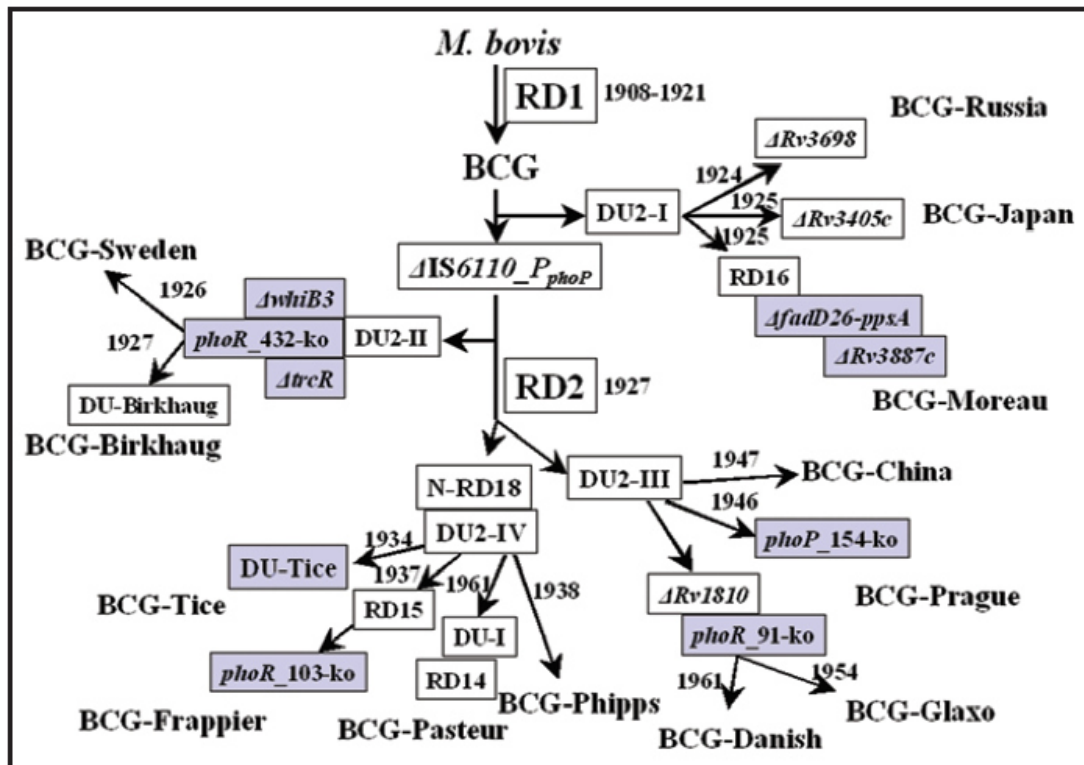 M. bovis
RD1
1908-1921
BCG
DU2-I
1924
1925
1925
BCG-Russia
ΔRv3698
ΔRv3405c
BCG-Japan
RD16
ΔfadD26-ppsA
ΔRv3887c
BCG-Moreau
ΔIS6110_PphoP
BCG-Sweden
1926
1927
ΔwhiB3
phoR_432-ko
DU2-II
ΔtrcR
DU-Birkhaug
BCG-Birkhaug
RD2
1927
N-RD18
DU2-IV
DU2-III
1947
BCG-China
1946
phoP_154-ko
BCG-Prague
ΔRv1810
phoR_91-ko
1961
1954
BCG-Glaxo
BCG-Danish
1934
DU-Tice
BCG-Tice
1937
RD15
phoR_103-ko
BCG-Frappier
1961
DU-I
RD14
BCG-Pasteur
1938
BCG-Phipps